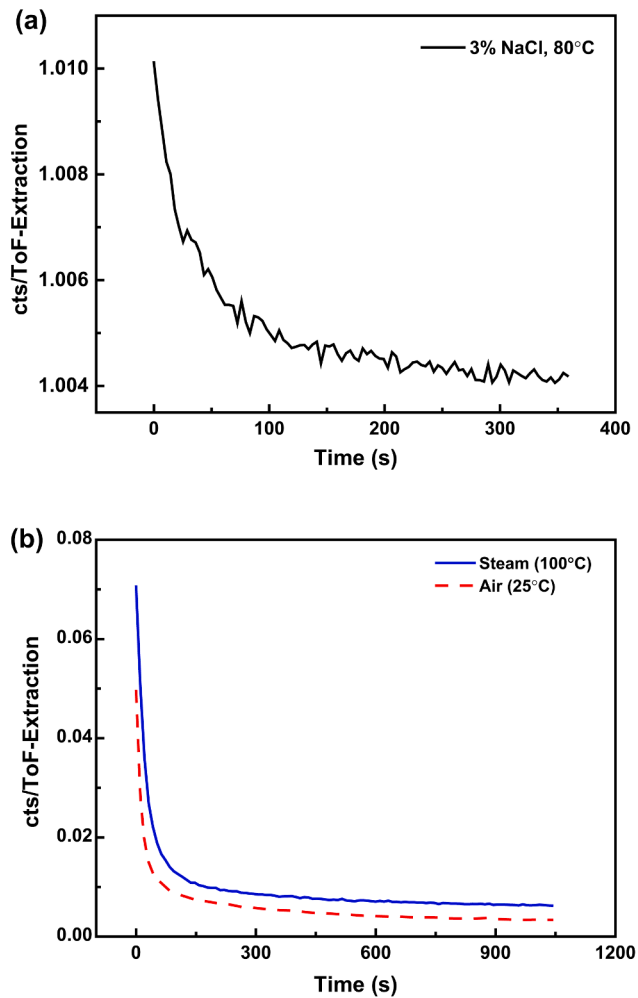 (a)
3% NaCl, 80°C
1.010
1.008
1.006
1.004
cts/ToF-Extraction
0 100 200 300 400
Time (s)
(b)
Steam (100°C)
Air (25°C)
0.08
0.06
0.04
0.02
0.00
cts/ToF-Extraction
0 300 600 900 1200
Time (s)